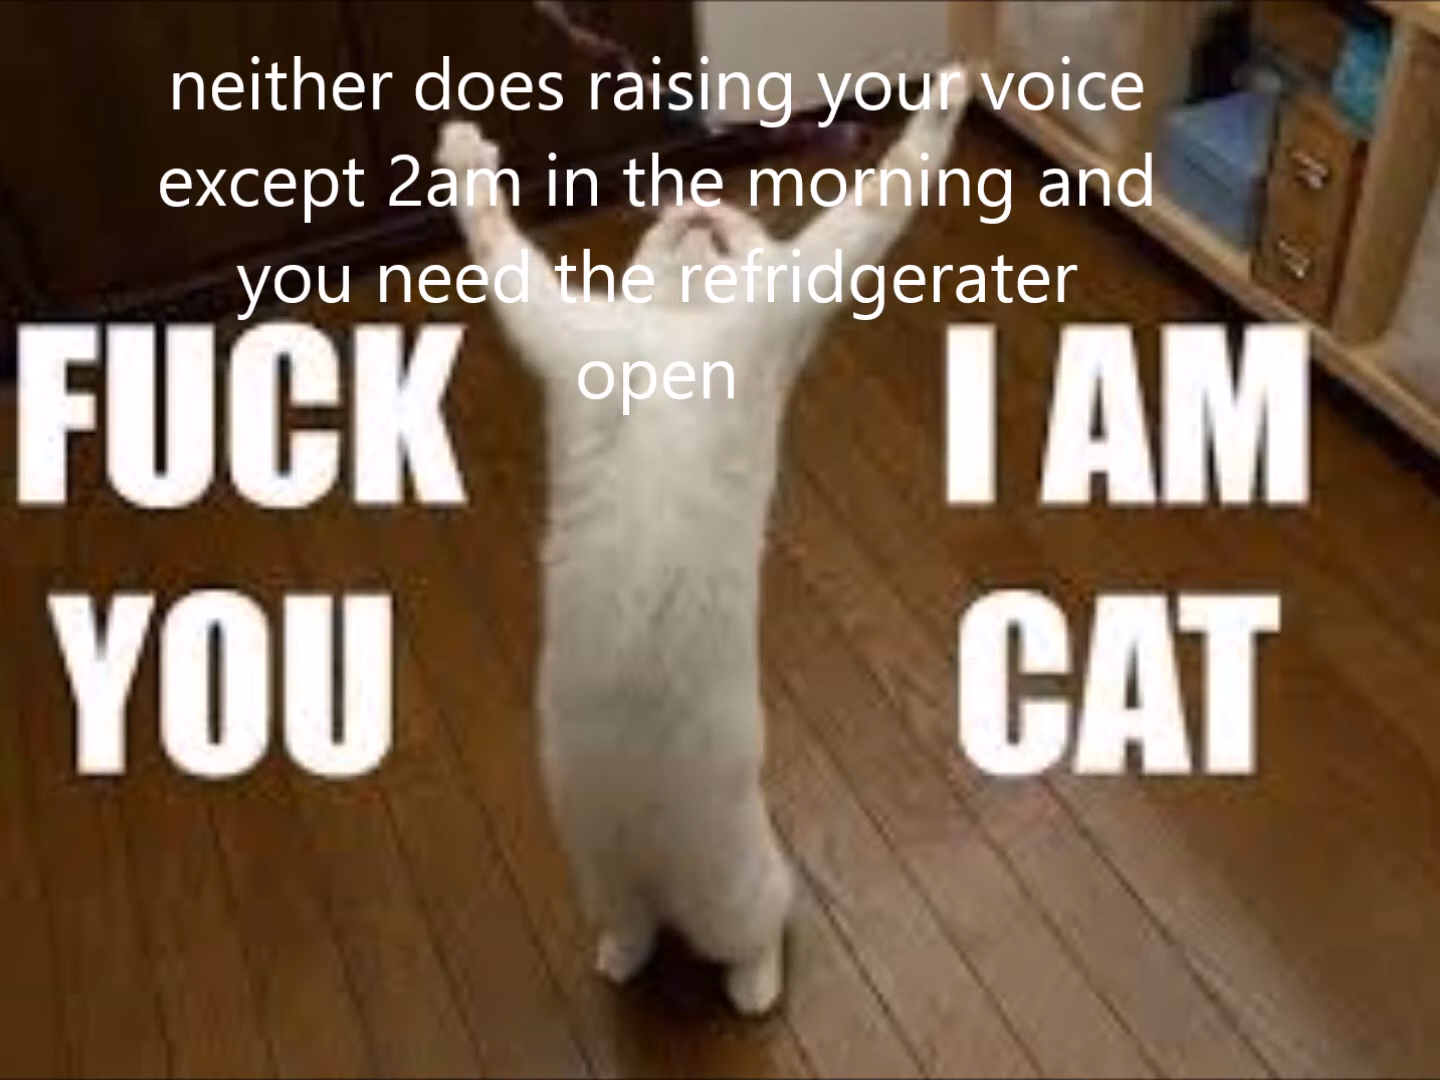 neither does raising your voice
except 2am in the morning and
you need the refridgerater
open
FUCK
YOU
I AM
CAT